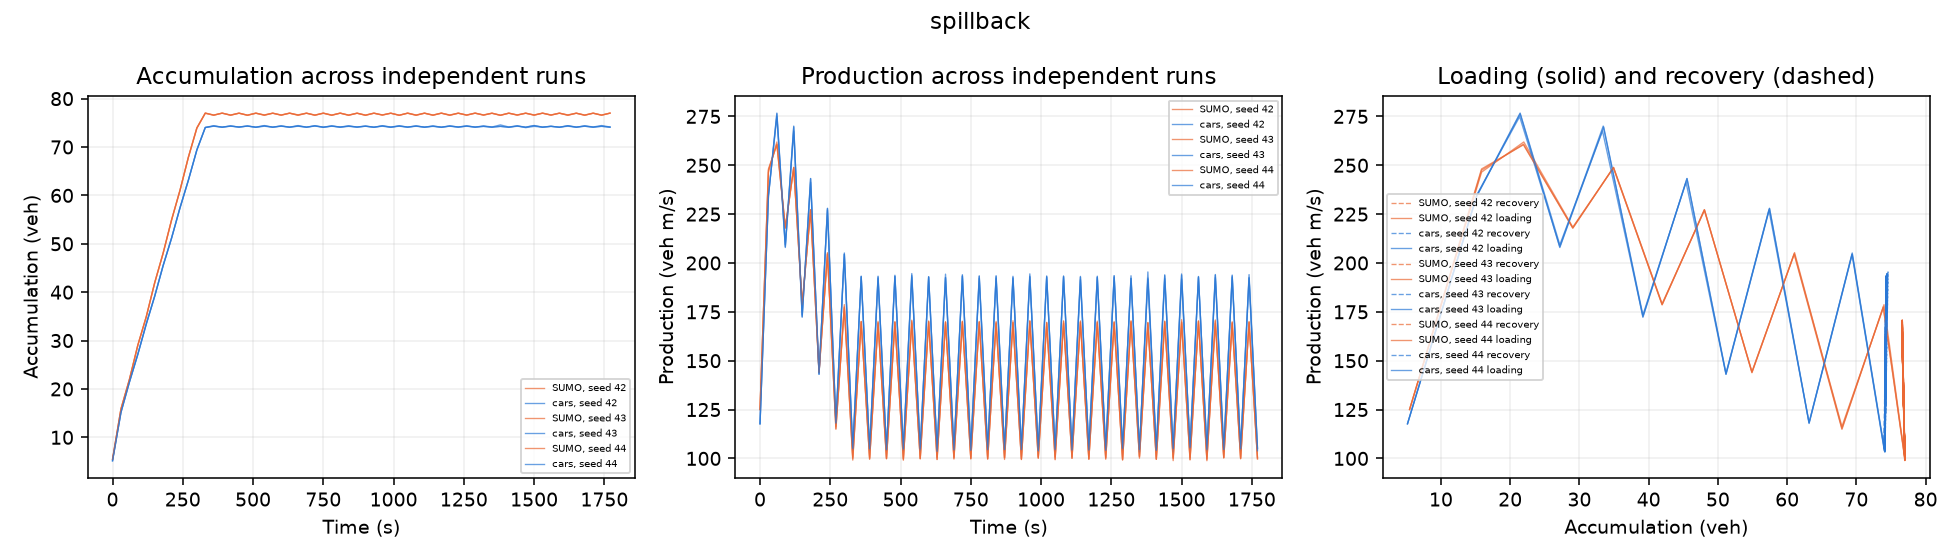 spillback
Accumulation across independent runs
Accumulation (veh)
80
70
60
50
40
30
20
10
SUMO, seed 42
cars, seed 42
SUMO, seed 43
cars, seed 43
SUMO, seed 44
cars, seed 44
0 250 500 750 1000 1250 1500 1750
Time (s)
Production across independent runs
Production (veh m/s)
275
250
225
200
175
150
125
100
SUMO, seed 42
cars, seed 42
SUMO, seed 43
cars, seed 43
SUMO, seed 44
cars, seed 44
0 250 500 750 1000 1250 1500 1750
Time (s)
Loading (solid) and recovery (dashed)
Production (veh m/s)
275
250
225
200
175
150
125
100
SUMO, seed 42 recovery
SUMO, seed 42 loading
cars, seed 42 recovery
cars, seed 42 loading
SUMO, seed 43 recovery
SUMO, seed 43 loading
cars, seed 43 recovery
cars, seed 43 loading
SUMO, seed 44 recovery
SUMO, seed 44 loading
cars, seed 44 recovery
cars, seed 44 loading
10 20 30 40 50 60 70 80
Accumulation (veh)